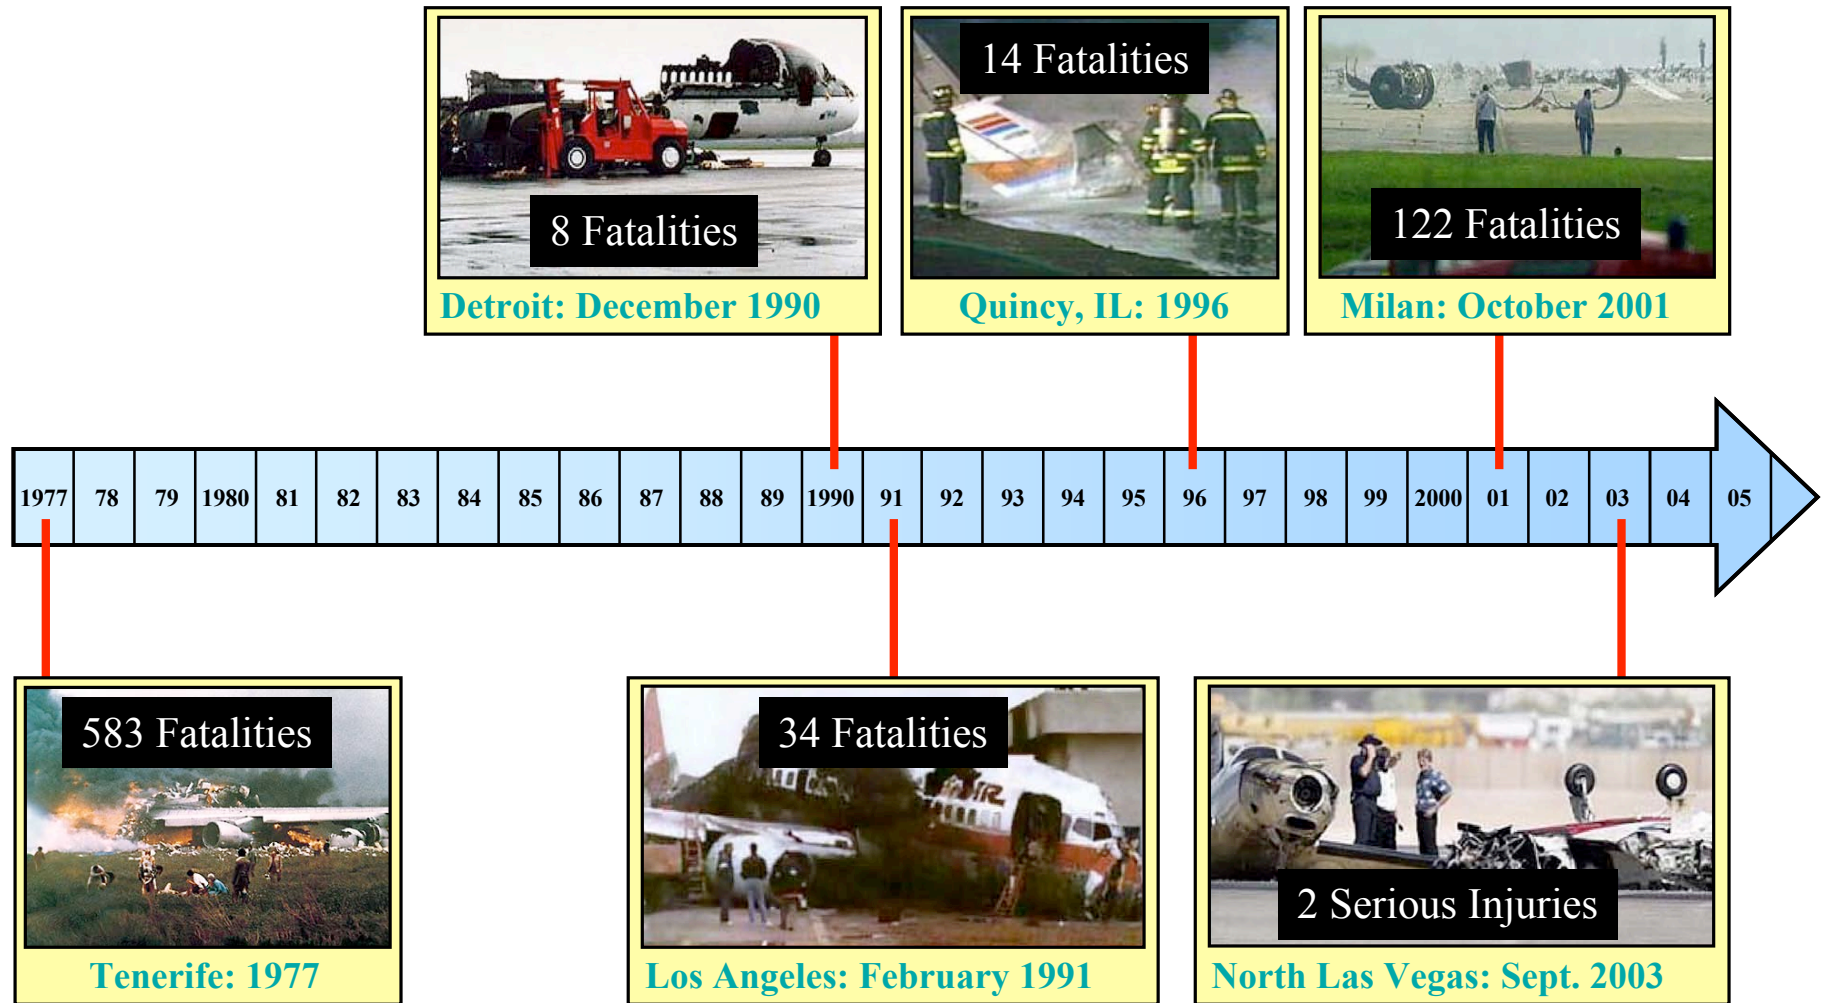 8 Fatalities
Detroit: December 1990
14 Fatalities
Quincy, IL: 1996
122 Fatalities
Milan: October 2001
1977 78 79 1980 81 82 83 84 85 86 87 88 89 1990 91 92 93 94 95 96 97 98 99 2000 01 02 03 04 05
583 Fatalities
Tenerife: 1977
34 Fatalities
Los Angeles: February 1991
2 Serious Injuries
North Las Vegas: Sept. 2003